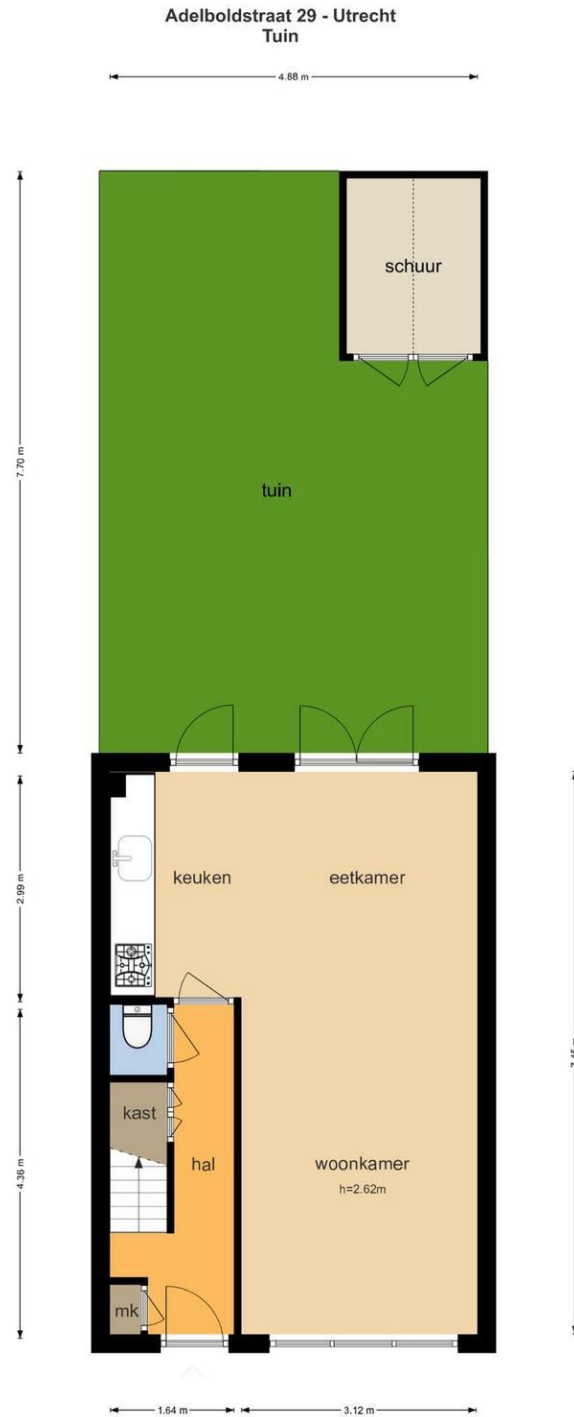 Adelboldstraat 29 - Utrecht
Tuin
4.88 m
schuur
7.70 m
tuin
keuken
eetkamer
2.99 m
kast
hal
woonkamer
h=2.62m
4.36 m
mk
1.64 m
3.12 m